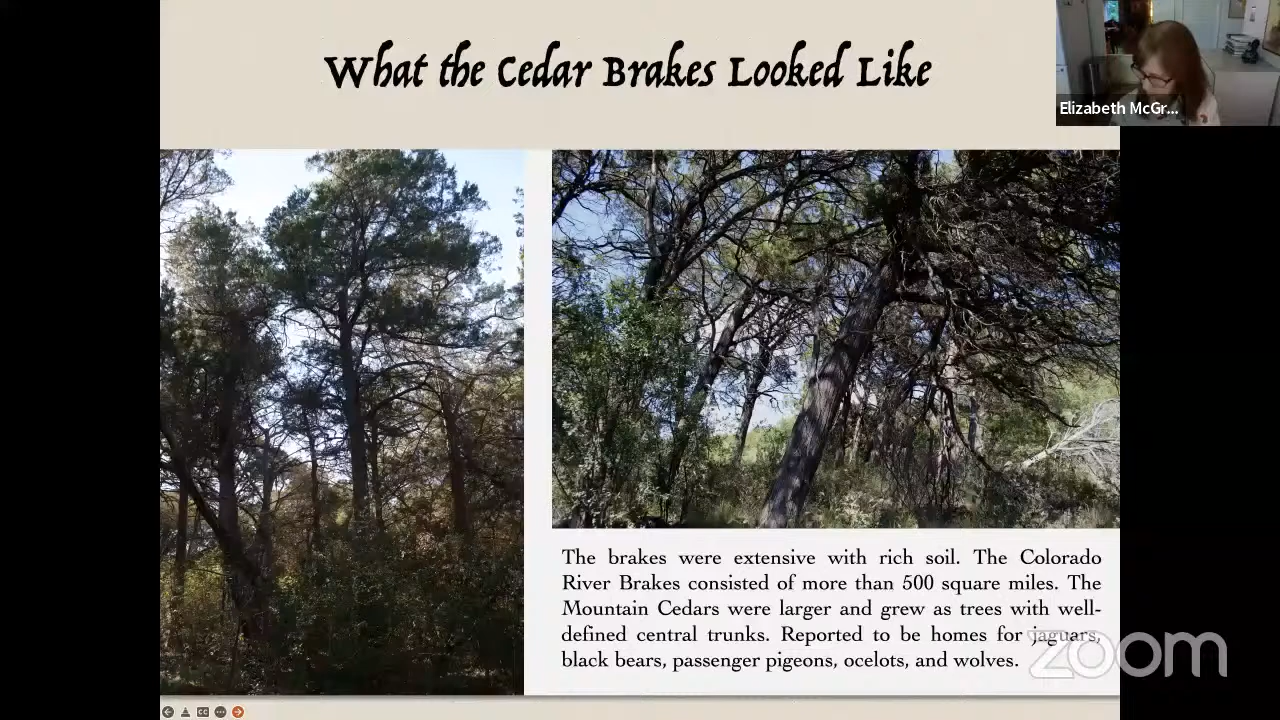 What the Cedar Brakes Looked Like
Elizabeth McGr...
The brakes were extensive with rich soil. The Colorado
River Brakes consisted of more than 500 square miles. The
Mountain Cedars were larger and grew as trees with well-
defined central trunks. Reported to be homes for jaguars,
black bears, passenger pigeons, ocelots, and wolves.
zoom
CC